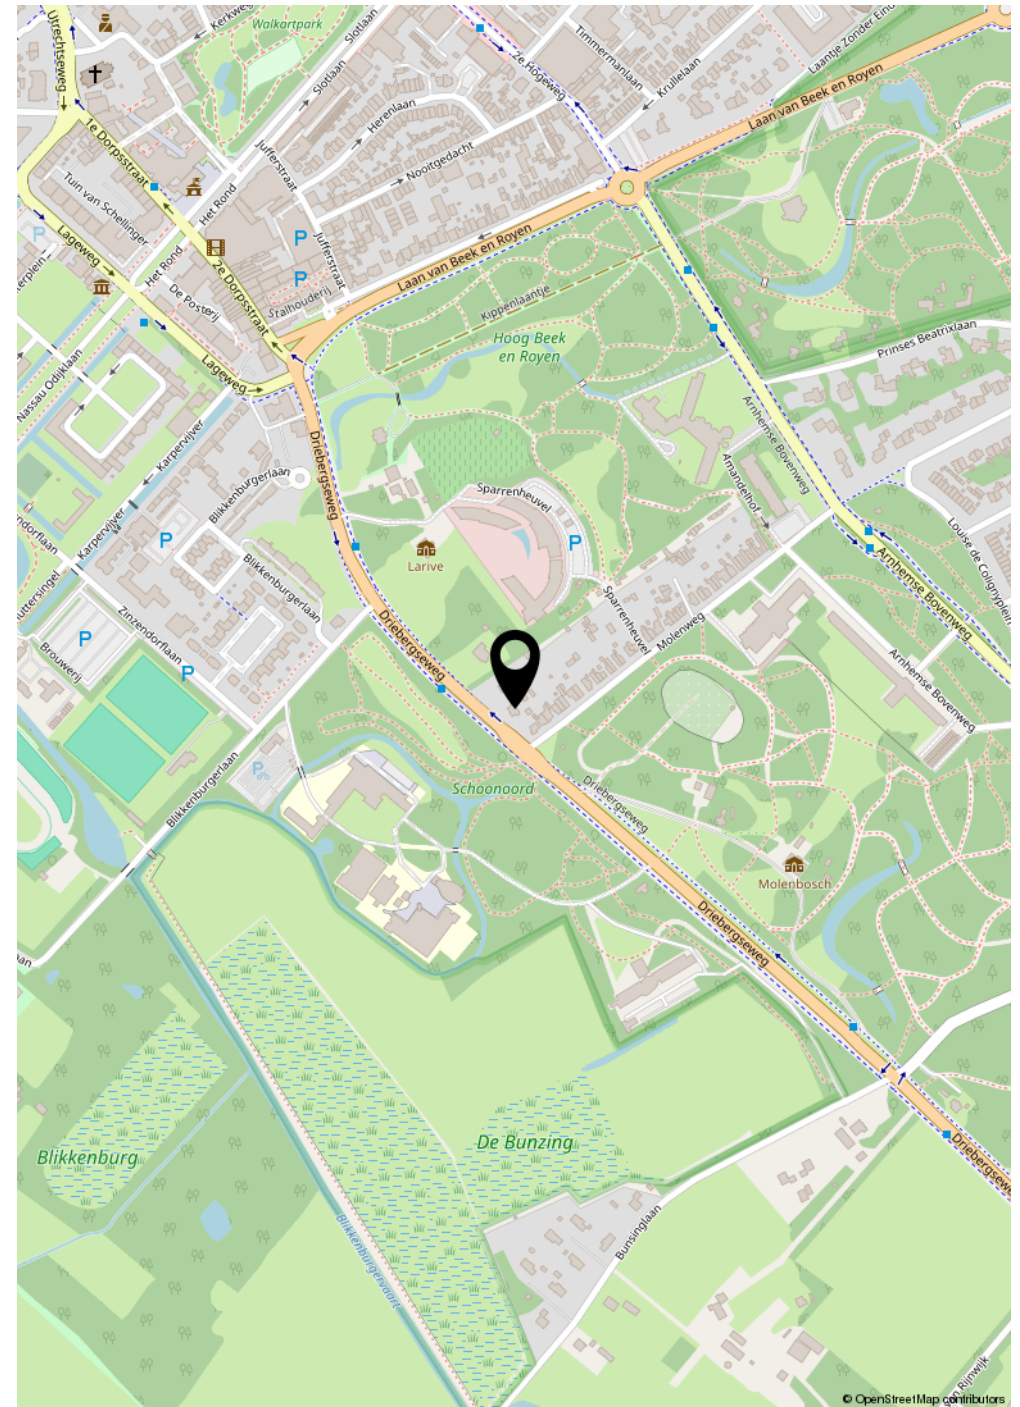 Utrechtseweg
Kerkweg
Walkartpark
Slotlaan
Slotlaan
2e Hogeweg
Timmermanlaan
Krullelaan
Laantje Zonder Eind
Laan van Beek en Royen
1e Dorpsstraat
Herenlaan
Jufferstraat
Nooitgedacht
Tuin van Schellinger
Het Rond
P
P
Jufferstraat
Laan van Beek en Royen
Lageweg
Het Rond
2e Dorpsstraat
P
De Posterij
Stalhouderij
Kippenlaantje
Hoog Beek
en Royen
Prinses Beatrixlaan
Nassau Odijklaan
Lageweg
Arnhemse Bovenweg
Karpervijver
Driebergseweg
Blikkenburgerlaan
Sparrenheuvel
Amandelhof
Karpervijver
P
P
Larive
Blikkenburgerlaan
Louise de Colignyplein
Arnhemse Bovenweg
Sparrenheuvel
Molenweg
Zinzendorflaan
Driebergseweg
P
Brouwerij
P
Arnhemse Bovenweg
Blikkenburgerlaan
P
Schoonoord
Driebergseweg
Molenbosch
Driebergseweg
De Bunzing
Blikkenburg
Driebergsewe
Bunsinglaan
Blikkenburgervaart
n Rijnwijk
© OpenStreetMap contributors